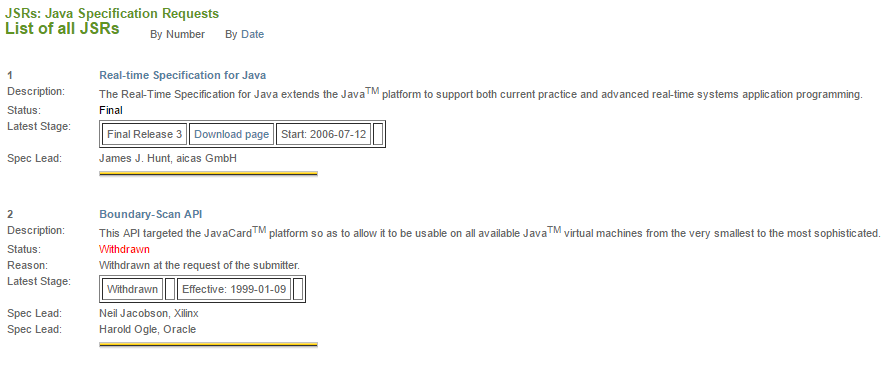 JSRs: Java Specification Requests
List of all JSRs By Number By Date
1 Real-time Specification for Java
Description: The Real-Time Specification for Java extends the Java™ platform to support both current practice and advanced real-time systems application programming.
Status: Final
Latest Stage: Final Release 3 Download page Start: 2006-07-12
Spec Lead: James J. Hunt, aicas GmbH
2 Boundary-Scan API
Description: This API targeted the JavaCard™ platform so as to allow it to be usable on all available Java™ virtual machines from the very smallest to the most sophisticated.
Status: Withdrawn
Reason: Withdrawn at the request of the submitter.
Latest Stage: Withdrawn Effective: 1999-01-09
Spec Lead: Neil Jacobson, Xilinx
Spec Lead: Harold Ogle, Oracle